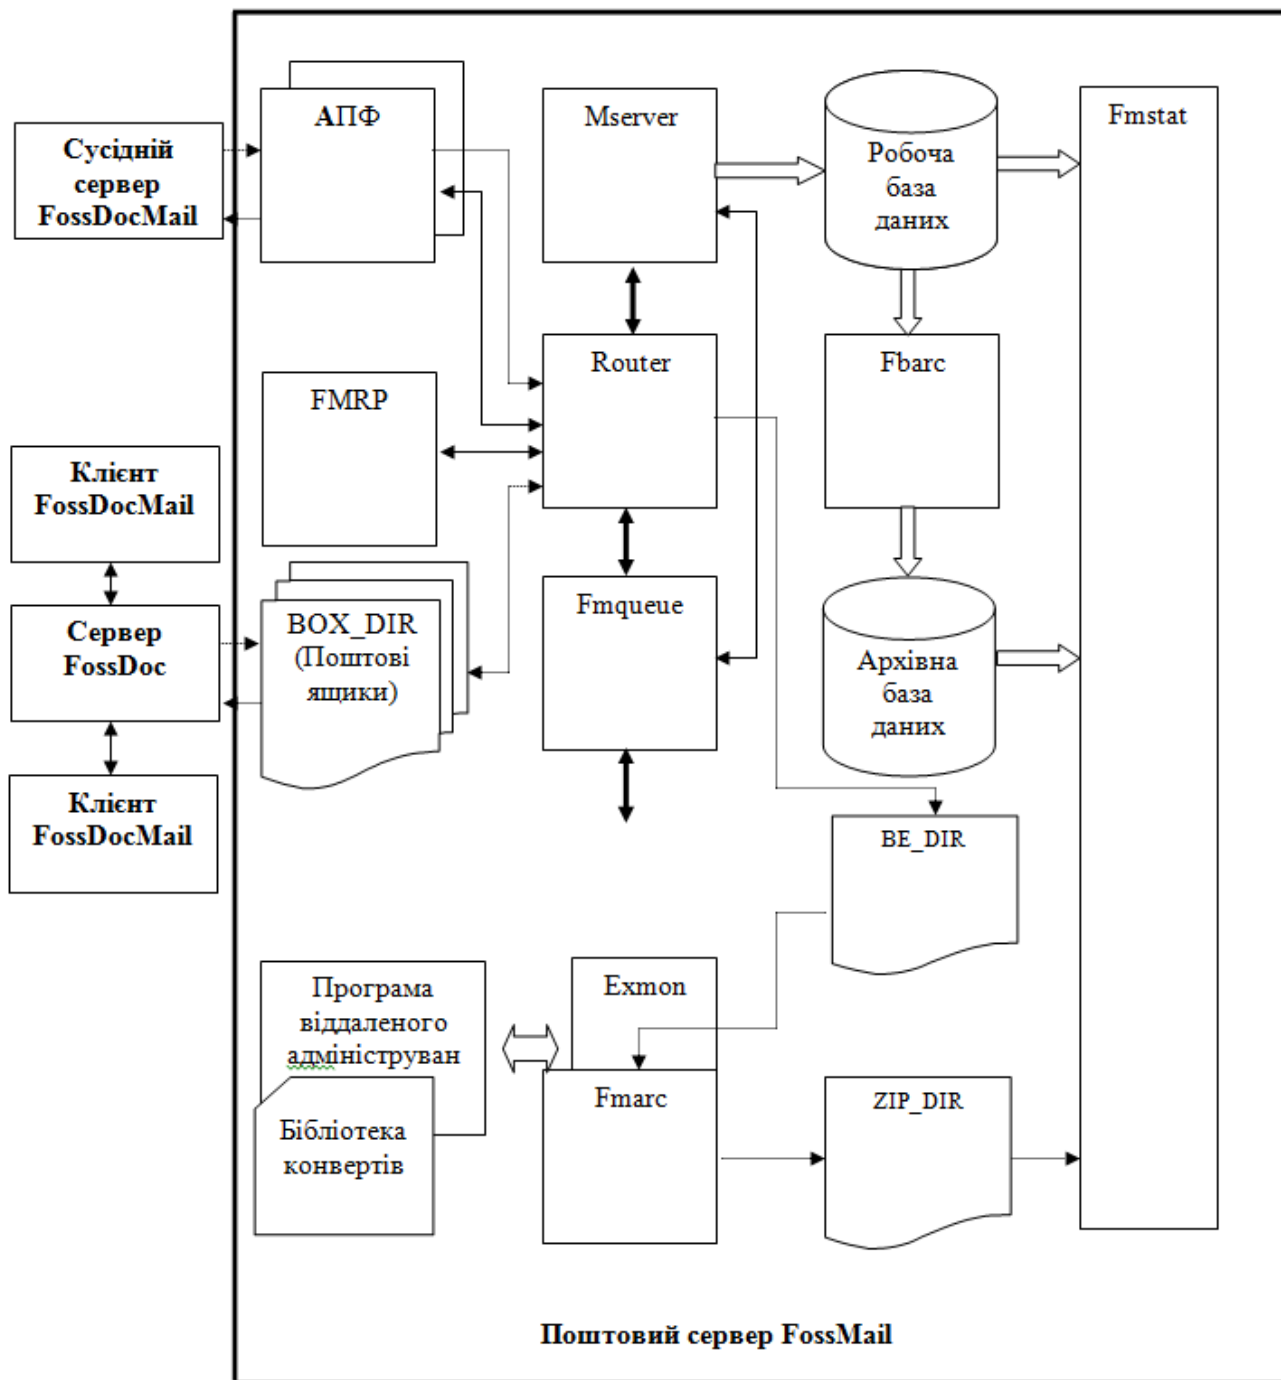 АПФ
Mserver
Робоча
база
даних
Fmstat
Сусідній
сервер
FossDocMail
FMRP
Router
Fbarc
Клієнт
FossDocMail
Сервер
FossDoc
Клієнт
FossDocMail
BOX_DIR
(Поштові
ящики)
Fmqueue
Архівна
база
даних
BE_DIR
Програма
віддаленого
адмініструван
Бібліотека
конвертів
Exmon
Fmarc
ZIP_DIR
Поштовий сервер FossMail